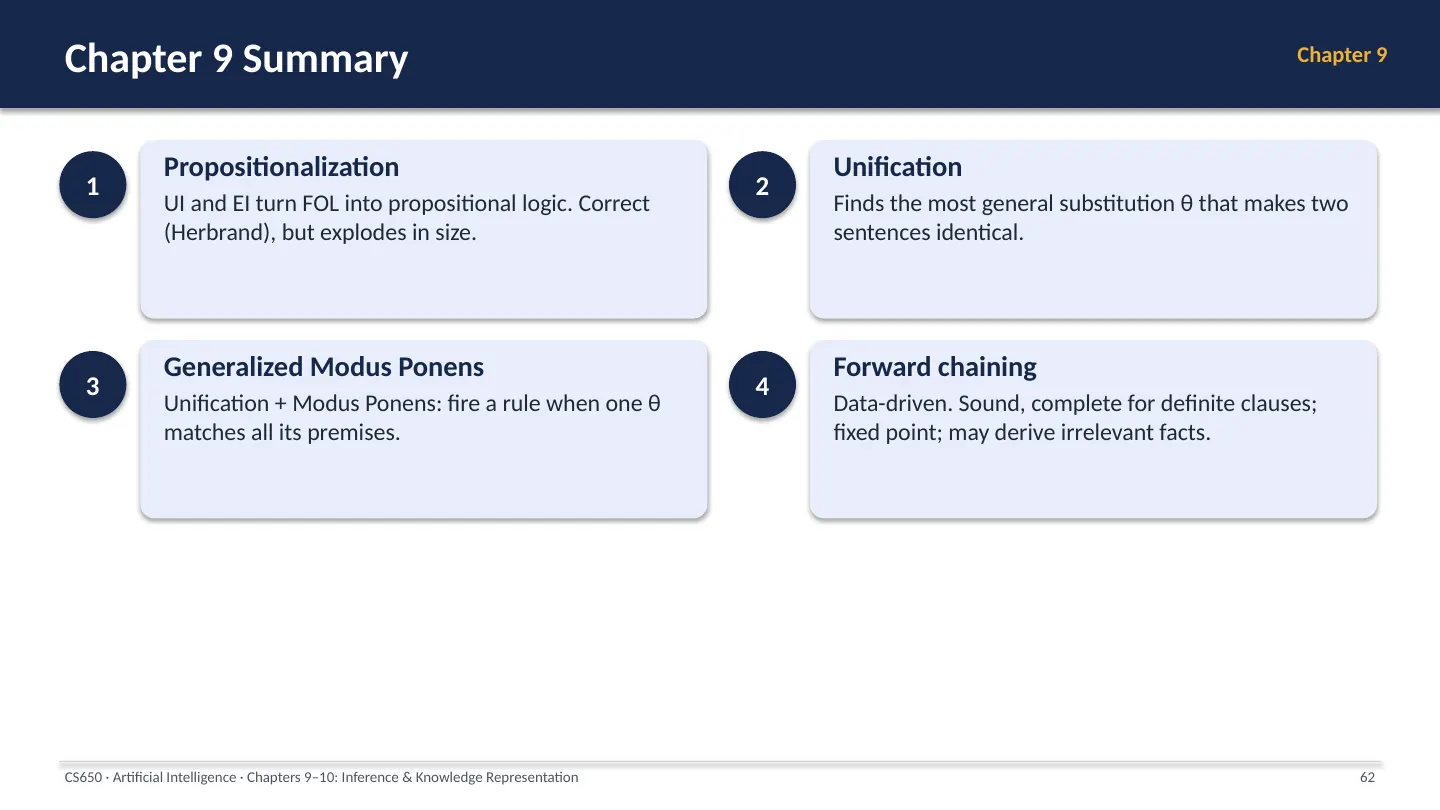 Chapter 9 Summary
Chapter 9
1
Propositionalization
UI and EI turn FOL into propositional logic. Correct
(Herbrand), but explodes in size.
2
Unification
Finds the most general substitution θ that makes two
sentences identical.
3
Generalized Modus Ponens
Unification + Modus Ponens: fire a rule when one θ
matches all its premises.
4
Forward chaining
Data-driven. Sound, complete for definite clauses;
fixed point; may derive irrelevant facts.
CS650 · Artificial Intelligence · Chapters 9–10: Inference & Knowledge Representation
62